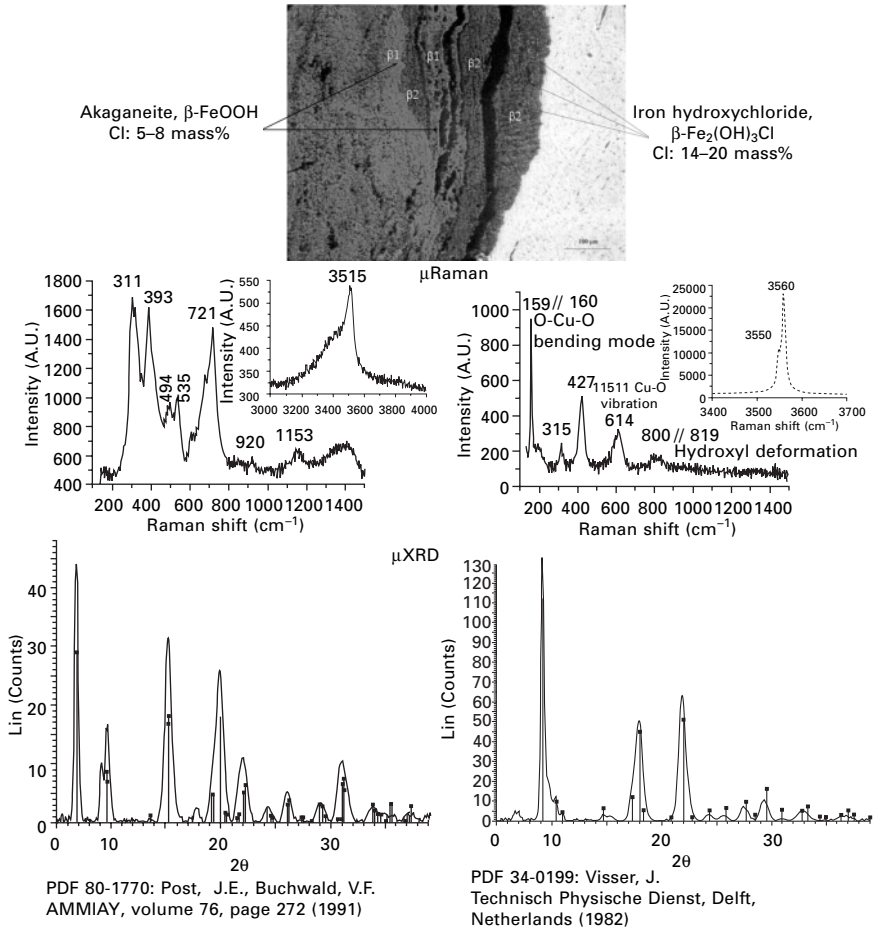 β1
β1
β2
β2
β2
Akaganeite, β-FeOOH
Cl: 5–8 mass%
Iron hydroxychloride,
β-Fe₂(OH)₃Cl
Cl: 14–20 mass%
100 μm
μRaman
1800
1600
1400
1200
1000
800
600
400
Intensity (A.U.)
311
393
494
535
721
920
1153
200 400 600 800 1000 1200 1400
Raman shift (cm⁻¹)
550
500
450
400
350
300
Intensity (A.U.)
3515
3000 3200 3400 3600 3800 4000
1000
800
600
400
200
0
Intensity (A.U.)
159 // 160
O-Cu-O
bending mode
315
427
11511 Cu-O
vibration
614
800 // 819
Hydroxyl deformation
200 400 600 800 1000 1200 1400
Raman shift (cm⁻¹)
25000
20000
15000
10000
5000
0
Intensity (A.U.)
3560
3550
3400 3500 3600 3700
Raman shift (cm⁻¹)
μXRD
40
30
20
10
0
Lin (Counts)
0 10 20 30
2θ
PDF 80-1770: Post, J.E., Buchwald, V.F.
AMMIAY, volume 76, page 272 (1991)
130
120
110
100
90
80
70
60
50
40
30
20
10
0
Lin (Counts)
0 10 20 30
2θ
PDF 34-0199: Visser, J.
Technisch Physische Dienst, Delft,
Netherlands (1982)